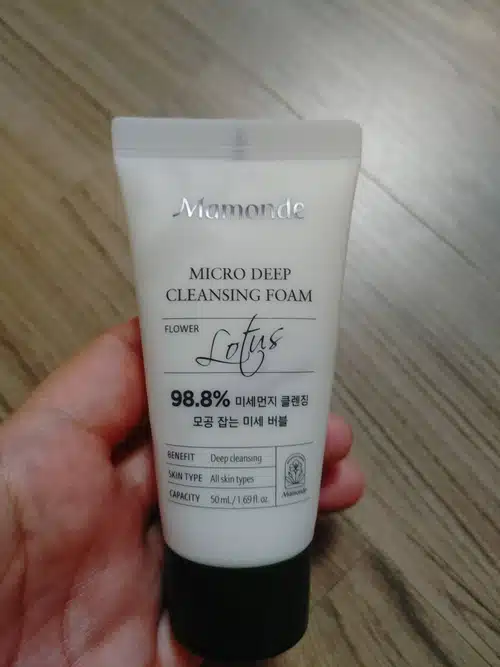 Mamonde
MICRO DEEP
CLEANSING FOAM
FLOWER
Lotus
98.8% 미세먼지 클렌징
모공 잡는 미세 버블
BENEFIT Deep cleansing
SKIN TYPE All skin types
CAPACITY 50 mL / 1.69 fl. oz.
Mamonde